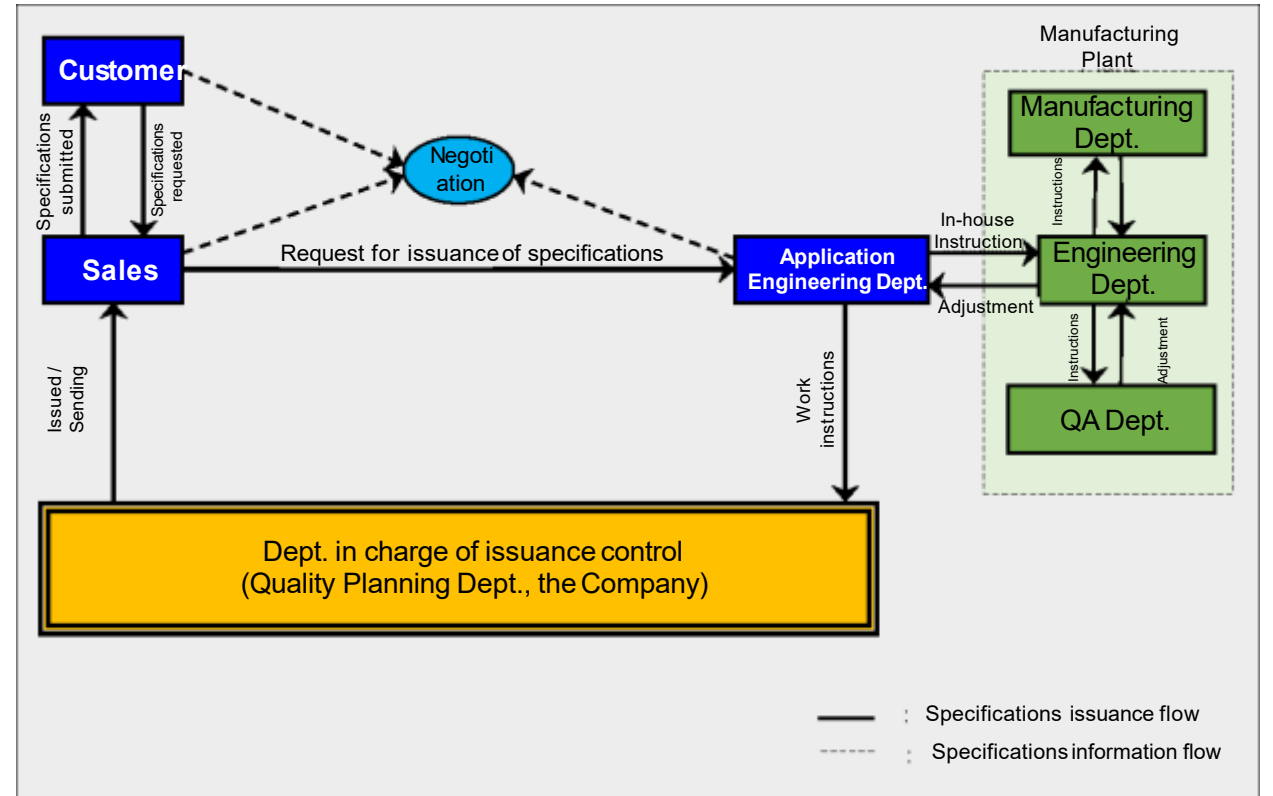 Manufacturing
Plant
Customer
Manufacturing
Dept.
Specifications
submitted
Specifications
requested
Negoti
ation
Instructions
In-house
Instruction
Sales
Request for issuance of specifications
Application
Engineering Dept.
Engineering
Dept.
Adjustment
Issued /
Sending
Work
instructions
Instructions
Adjustment
QA Dept.
Dept. in charge of issuance control
(Quality Planning Dept., the Company)
: Specifications issuance flow
: Specifications information flow